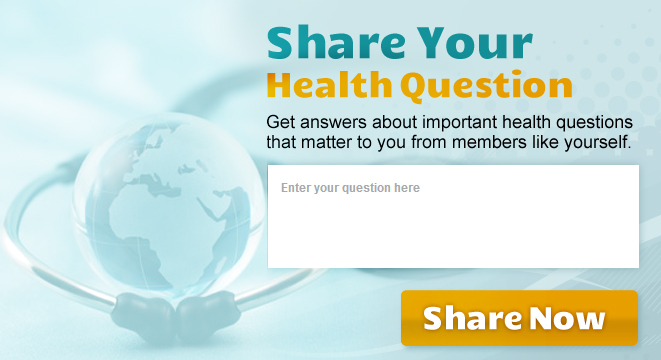 Share Your
Health Question
Get answers about important health questions
that matter to you from members like yourself.
Enter your question here
Share Now